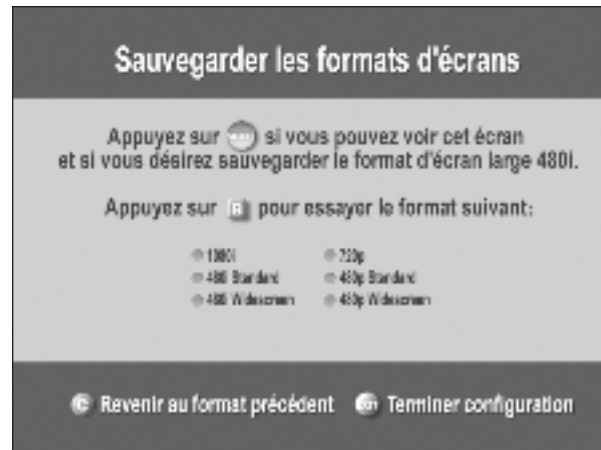 Sauvegarder les formats d'écrans
Appuyez sur si vous pouvez voir cet écran
et si vous désirez sauvegarder le format d'écran large 480i.
Appuyez sur pour essayer le format suivant:
1080i 720p
480i Standard 480p Standard
480i Widescreen 480p Widescreen
C Revenir au format précédent Terminer configuration